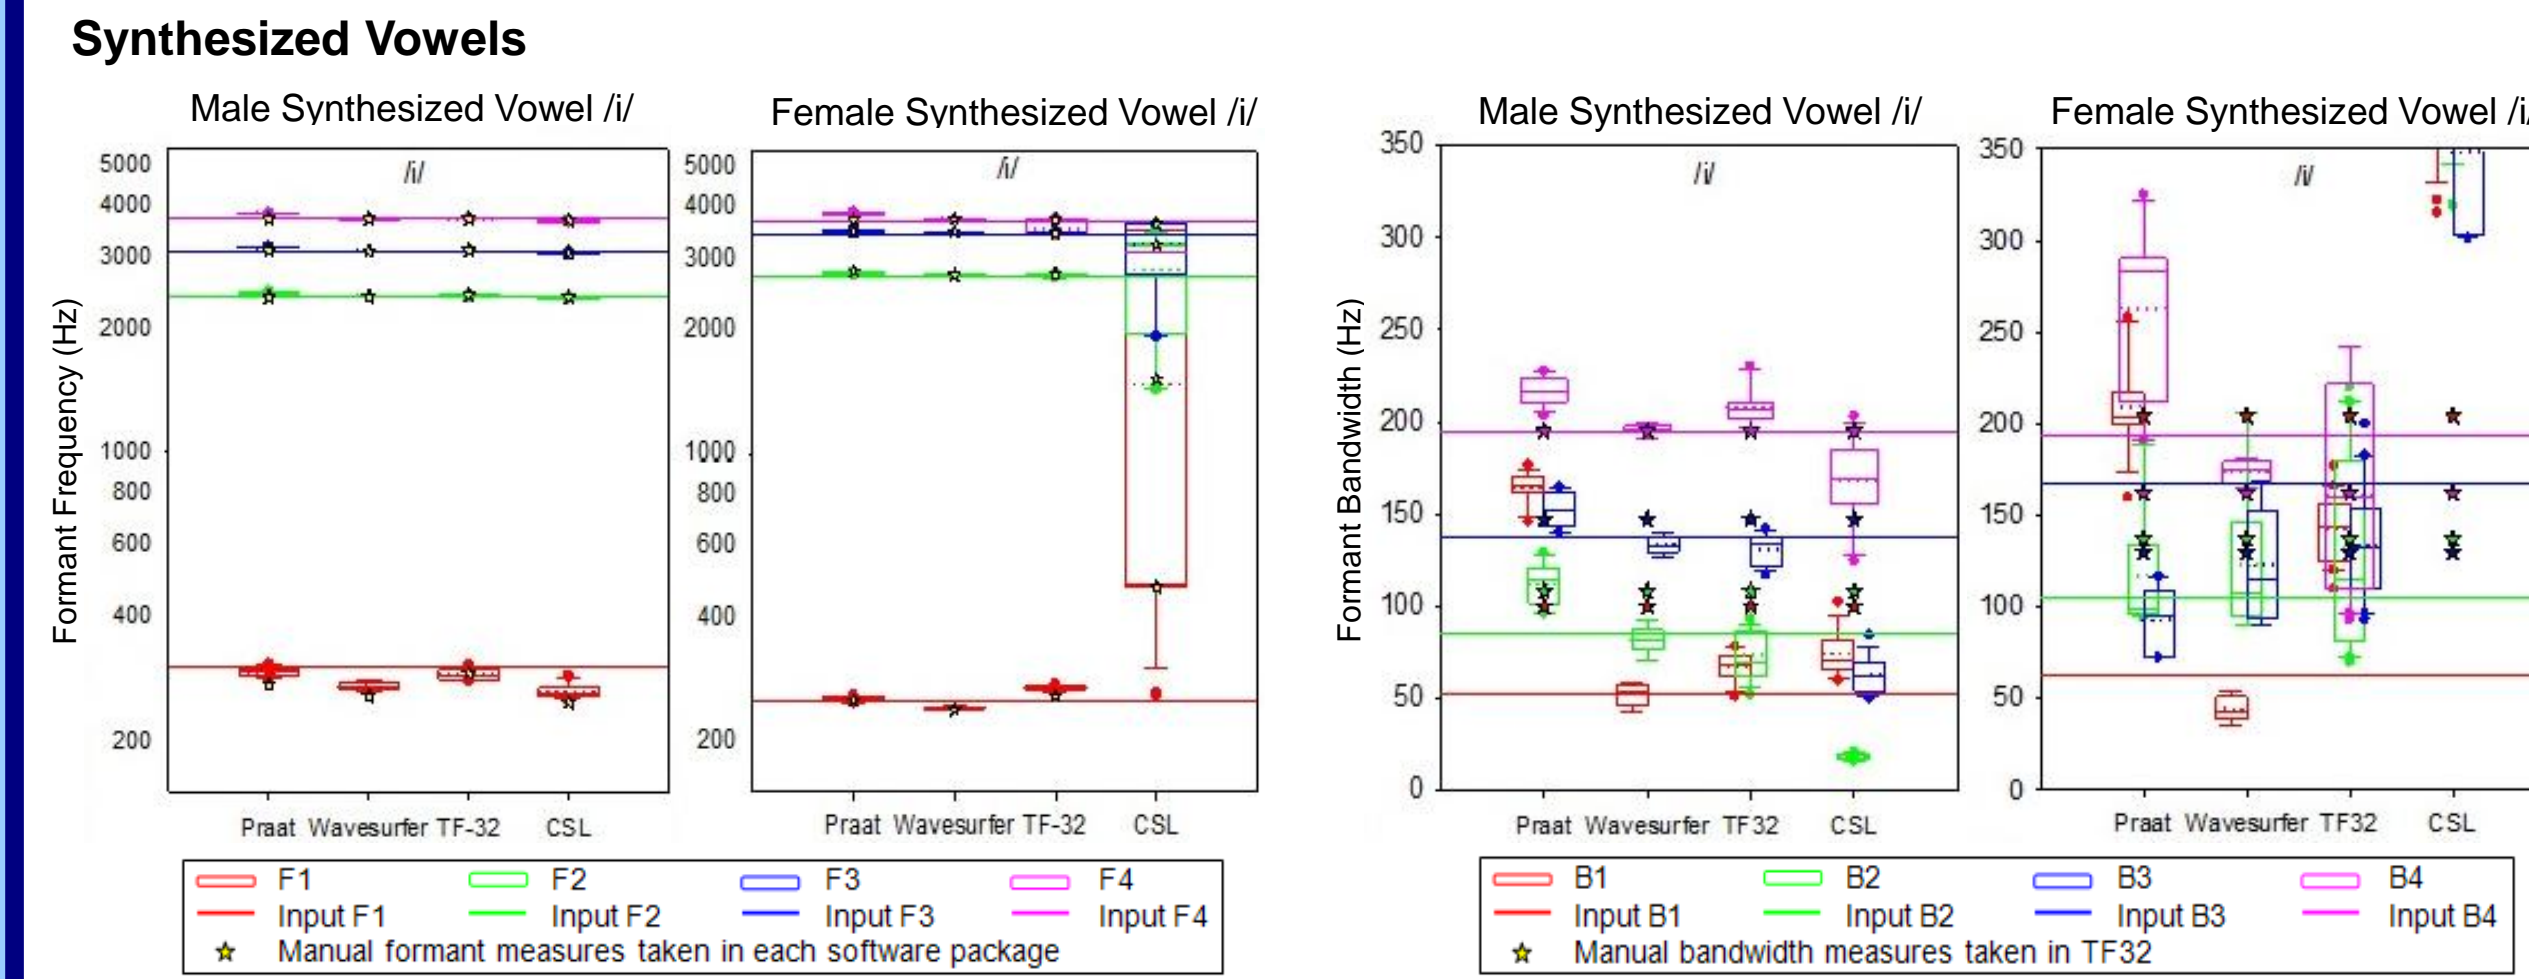 Synthesized Vowels
Male Synthesized Vowel /i/
Female Synthesized Vowel /i/
Male Synthesized Vowel /i/
Female Synthesized Vowel /i/
Formant Frequency (Hz)
/i/
5000
4000
3000
2000
1000
800
600
400
200
Praat Wavesurfer TF-32 CSL
/i/
5000
4000
3000
2000
1000
800
600
400
200
Praat Wavesurfer TF-32 CSL
F1 F2 F3 F4
Input F1 Input F2 Input F3 Input F4
Manual formant measures taken in each software package
Formant Bandwidth (Hz)
/i/
350
300
250
200
150
100
50
0
Praat Wavesurfer TF32 CSL
/i/
350
300
250
200
150
100
50
0
Praat Wavesurfer TF32 CSL
B1 B2 B3 B4
Input B1 Input B2 Input B3 Input B4
Manual bandwidth measures taken in TF32